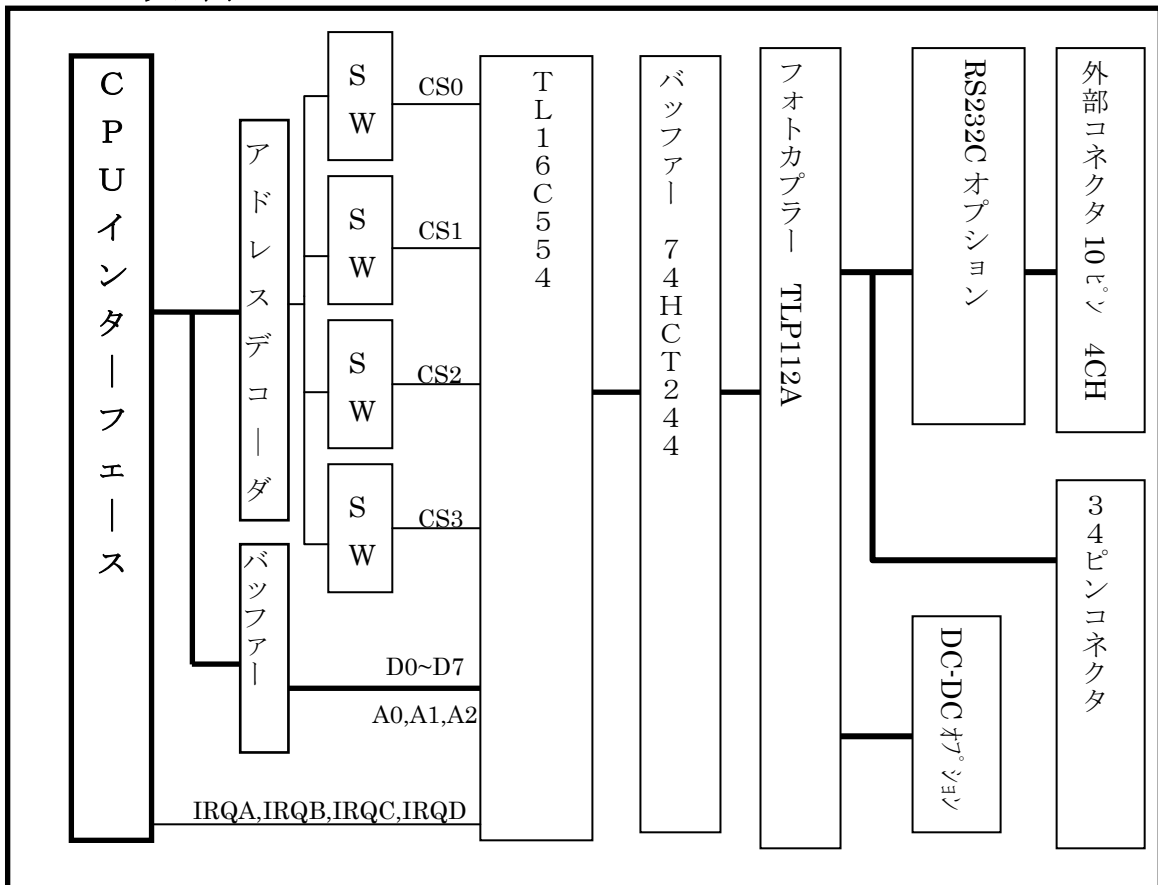 CPUインターフェース
アドレスデコーダ
バッファー
SW
SW
SW
SW
CS0
CS1
CS2
CS3
D0~D7
A0,A1,A2
IRQA,IRQB,IRQC,IRQD
TL16C554
バッファー 74HCT244
フォトカプラー TLP112A
RS232Cオプション
外部コネクタ10ピン 4CH
DC-DCオプション
34ピンコネクタ